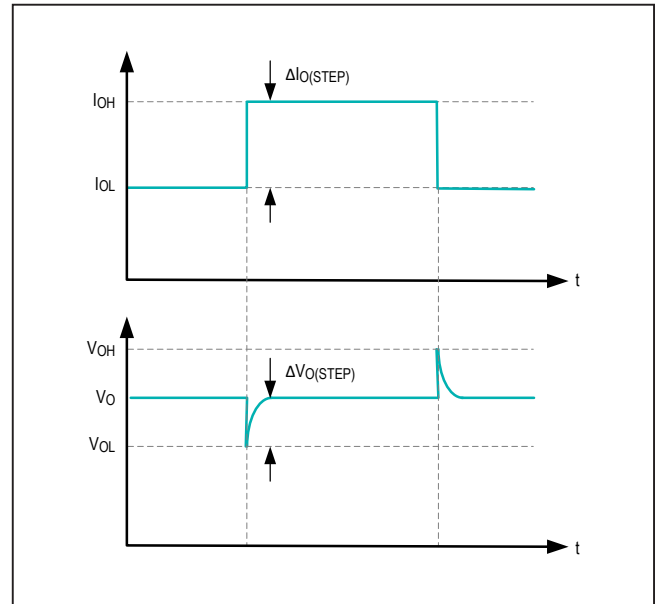 ΔIO(STEP)
IOH
IOL
t
VOH
ΔVO(STEP)
VO
VOL
t